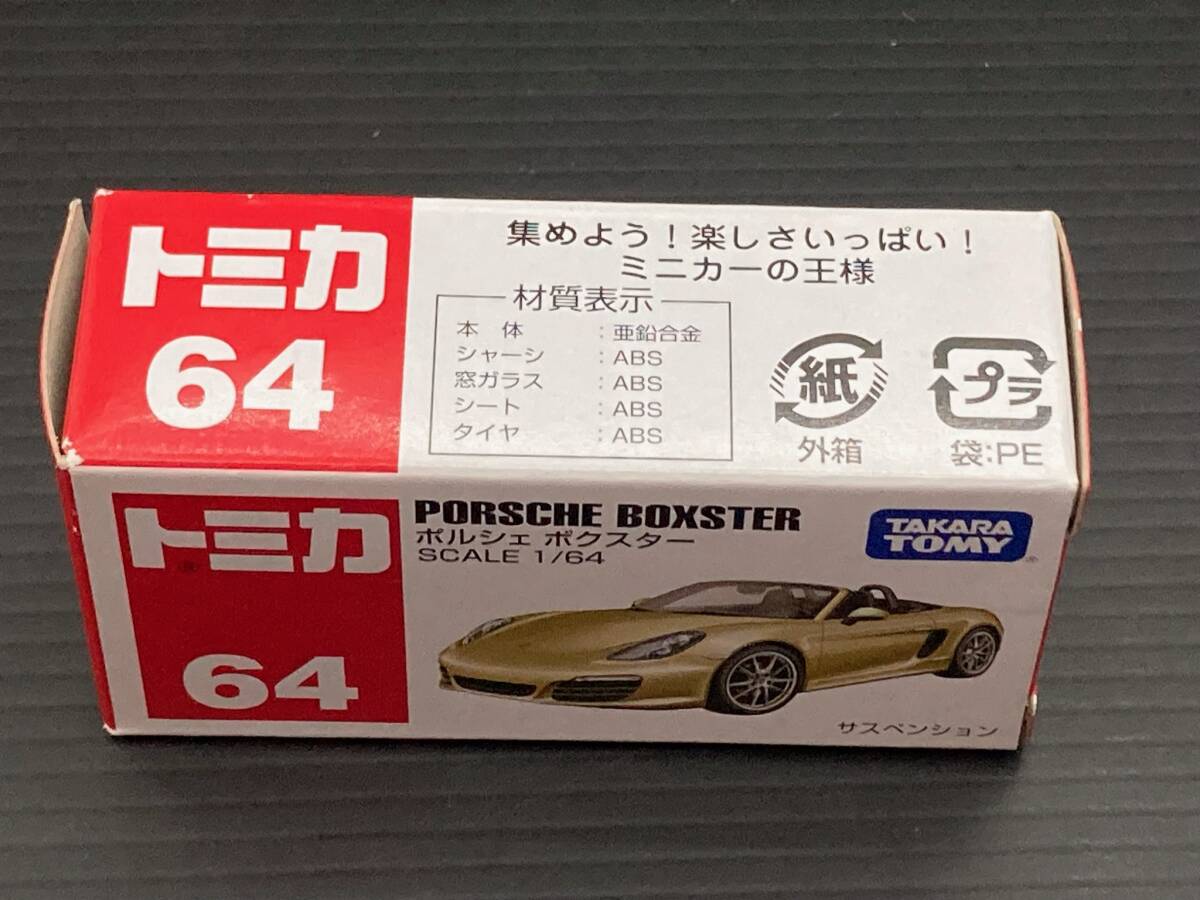 トミカ
64
集めよう！楽しさいっぱい！
ミニカーの王様
材質表示
本体 : 亜鉛合金
シャーシ : ABS
窓ガラス : ABS
シート : ABS
タイヤ : ABS
紙
外箱
プラ
袋:PE
トミカ
64
PORSCHE BOXSTER
ポルシェ ボクスター
SCALE 1/64
TAKARA
TOMY
サスペンション